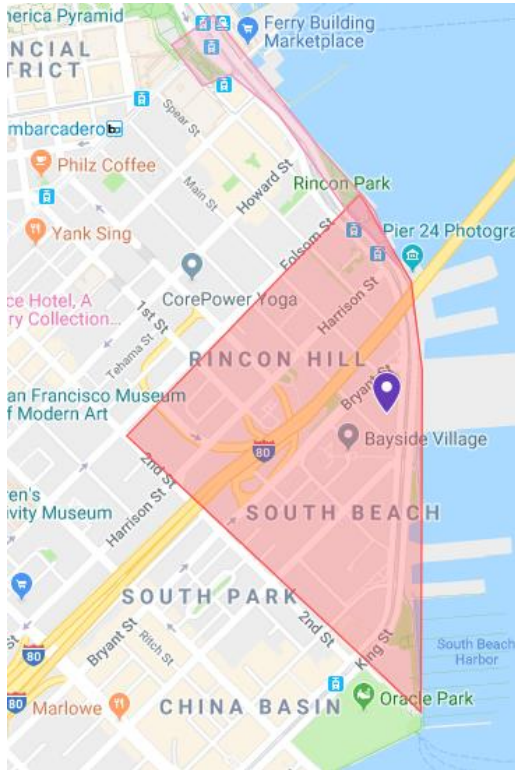 merica Pyramid
Ferry Building
Marketplace
NCIAL
TRICT
Spear St
mbarcadero
Philz Coffee
Main St
Howard St
Rincon Park
Yank Sing
Folsom St
Pier 24 Photogra
CorePower Yoga
ce Hotel, A
ry Collection...
1st St
Harrison St
Tehama St
RINCON HILL
an Francisco Museum
f Modern Art
Bryant St
Bayside Village
80
2nd St
ren's
ivity Museum
Harrison St
SOUTH BEACH
SOUTH PARK
2nd St
St
Bryant St
Ritch St
King St
South Beach
Harbor
80
80
Marlowe
CHINA BASIN
Oracle Park